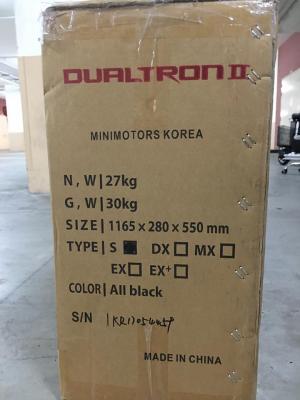 DUALTRON II
MINIMOTORS KOREA
N, W | 27kg
G, W | 30kg
SIZE | 1165 x 280 x 550 mm
TYPE | S ■ DX □ MX □
EX □ EX+ □
COLOR | All black
S/N
MADE IN CHINA